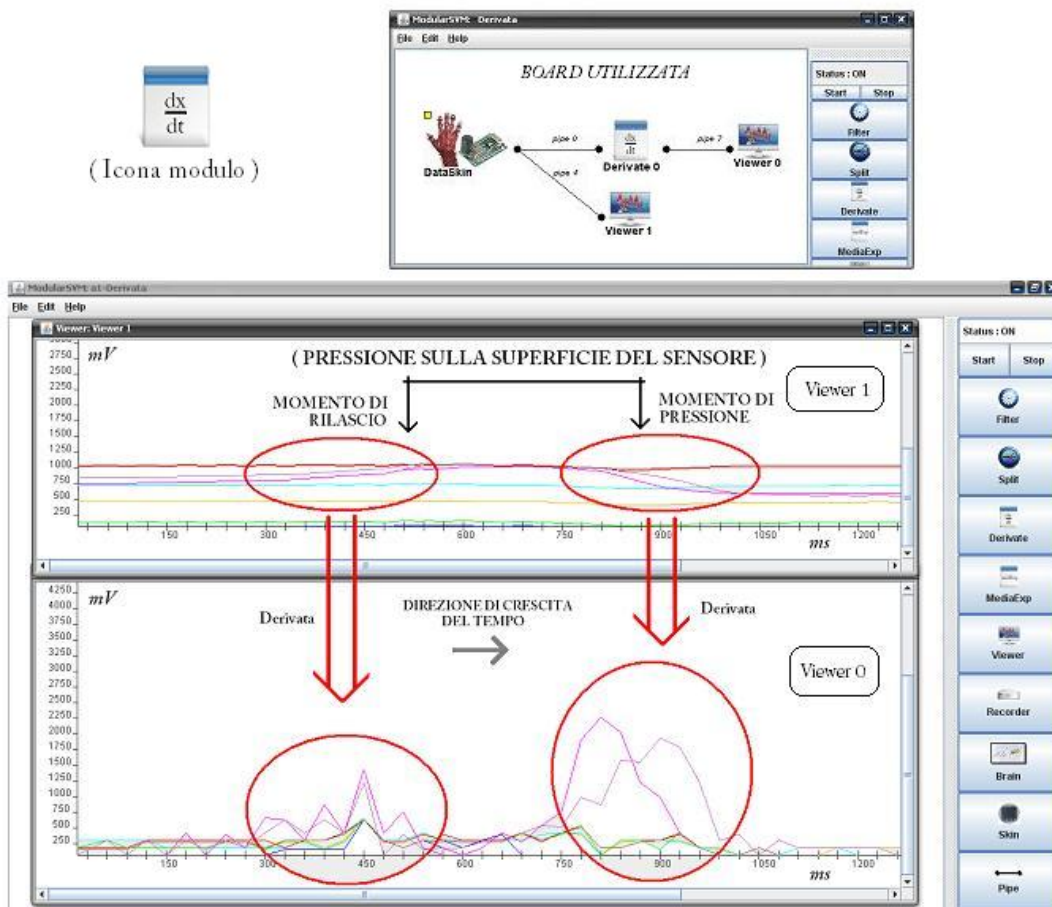 dx
dt
( Icona modulo )
ModularSVM: Derivata
File Edit Help
BOARD UTILIZZATA
DataSkin
pipe 0
pipe 4
Derivate 0
pipe 7
Viewer 0
Viewer 1
Status : ON
Start Stop
Filter
Split
Derivate
MediaExp
ModularSVM: at-Derivata
File Edit Help
Viewer: Viewer 1
mV
( PRESSIONE SULLA SUPERFICIE DEL SENSORE )
MOMENTO DI
RILASCIO
MOMENTO DI
PRESSIONE
Viewer 1
2750
2500
2250
2000
1750
1500
1250
1000
750
500
250
150 300 450 600 750 900 1050 1200
ms
mV
Derivata
DIREZIONE DI CRESCITA
DEL TEMPO
Derivata
Viewer 0
4250
4000
3750
3500
3250
3000
2750
2500
2250
2000
1750
1500
1250
1000
750
500
250
150 300 450 600 750 900 1050 1200
ms
Status : ON
Start Stop
Filter
Split
Derivate
MediaExp
Viewer
Recorder
Brain
Skin
Pipe